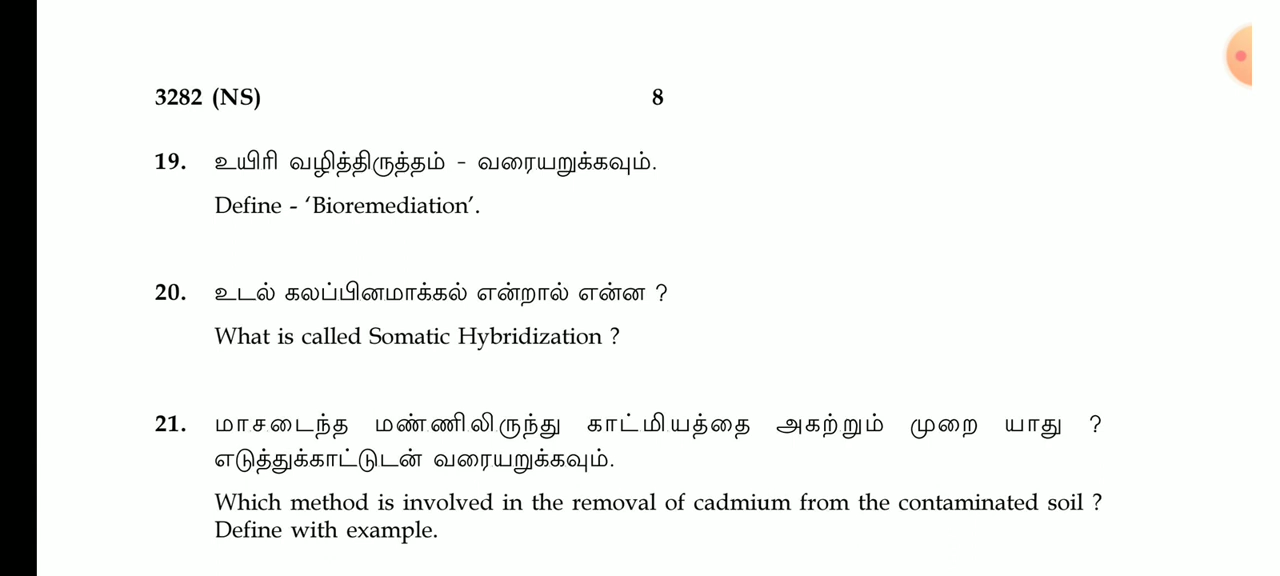 3282 (NS) 8
19. உயிரி வழித்திருத்தம் - வரையறுக்கவும்.
Define - ‘Bioremediation’.
20. உடல் கலப்பினமாக்கல் என்றால் என்ன ?
What is called Somatic Hybridization ?
21. மாசடைந்த மண்ணிலிருந்து காட்மியத்தை அகற்றும் முறை யாது ?
எடுத்துக்காட்டுடன் வரையறுக்கவும்.
Which method is involved in the removal of cadmium from the contaminated soil ?
Define with example.